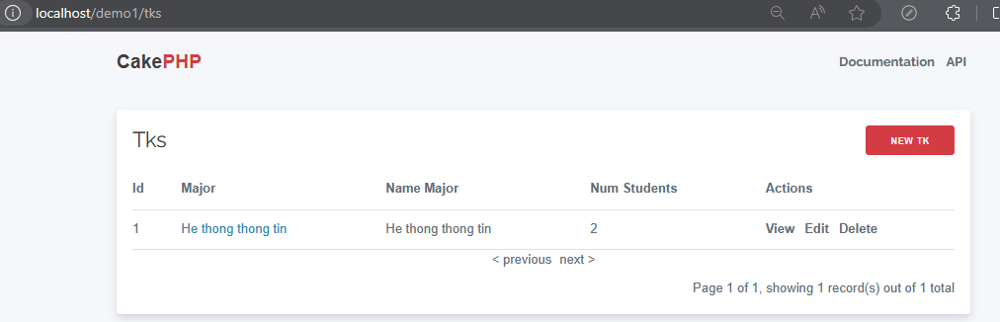 localhost/demo1/tks
CakePHP Documentation API
Tks NEW TK
Id Major Name Major Num Students Actions
1 He thong thong tin He thong thong tin 2 View Edit Delete
< previous next >
Page 1 of 1, showing 1 record(s) out of 1 total